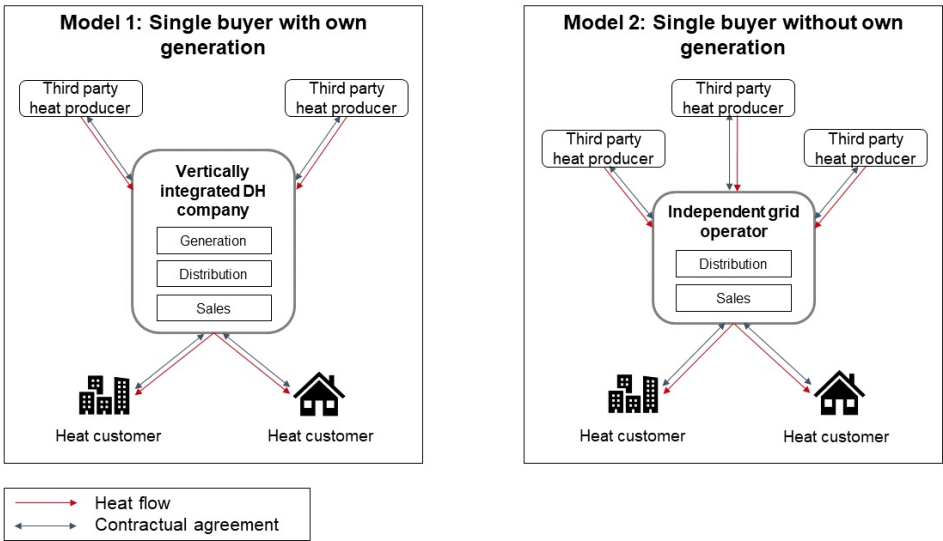 Model 1: Single buyer with own
generation
Third party
heat producer
Third party
heat producer
Vertically
integrated DH
company
Generation
Distribution
Sales
Heat customer
Heat customer
Model 2: Single buyer without own
generation
Third party
heat producer
Third party
heat producer
Third party
heat producer
Independent grid
operator
Distribution
Sales
Heat customer
Heat customer
Heat flow
Contractual agreement